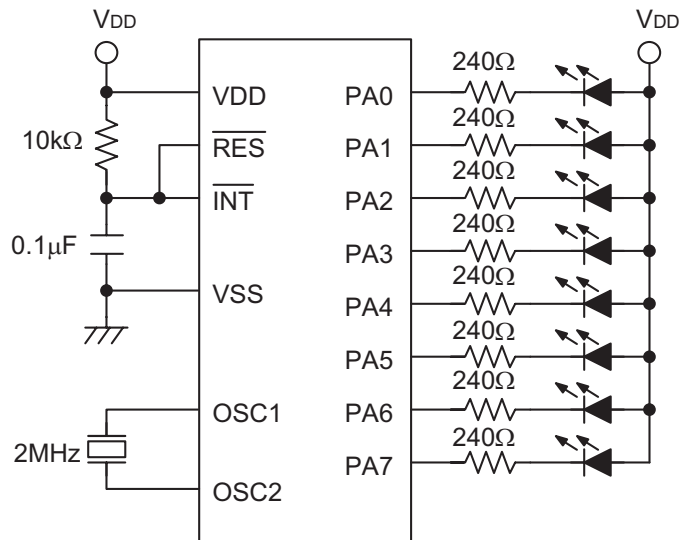 VDD
VDD
10kΩ
0.1μF
2MHz
VDD
RES
INT
VSS
OSC1
OSC2
PA0
PA1
PA2
PA3
PA4
PA5
PA6
PA7
240Ω
240Ω
240Ω
240Ω
240Ω
240Ω
240Ω
240Ω